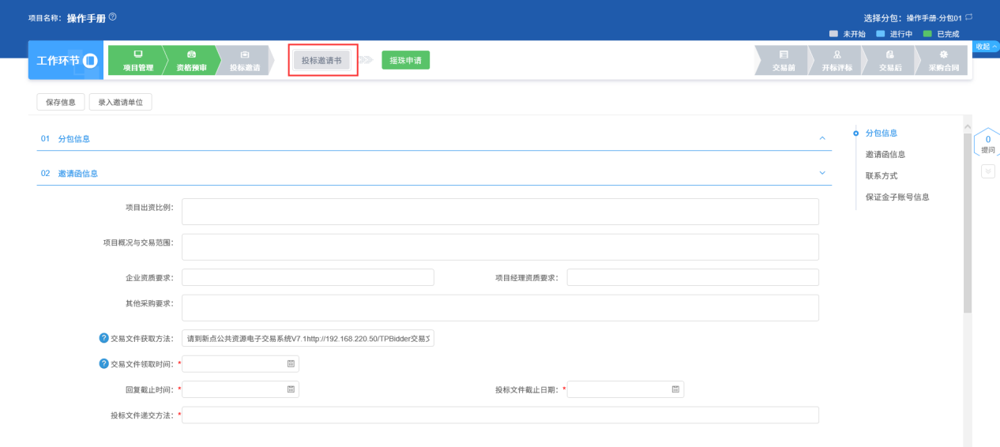 项目名称: 操作手册 ?
选择分包: 操作手册-分包01
未开始 进行中 已完成
收起
工作环节 项目管理 资格预审 投标邀请 投标邀请书 摇珠申请 交易前 开标评标 交易后 采购合同
保存信息 录入邀请单位
01 分包信息
02 邀请函信息
项目出资比例:
项目概况与交易范围:
企业资质要求: 项目经理资质要求:
其他采购要求:
? 交易文件获取方法: 请到新点公共资源电子交易系统V7.1http://192.168.220.50/TPBidder交易文
? 交易文件领取时间: *
回复截止时间: * 投标文件截止日期: *
投标文件递交方法: *
分包信息
邀请函信息
联系方式
保证金子账号信息
0
提问